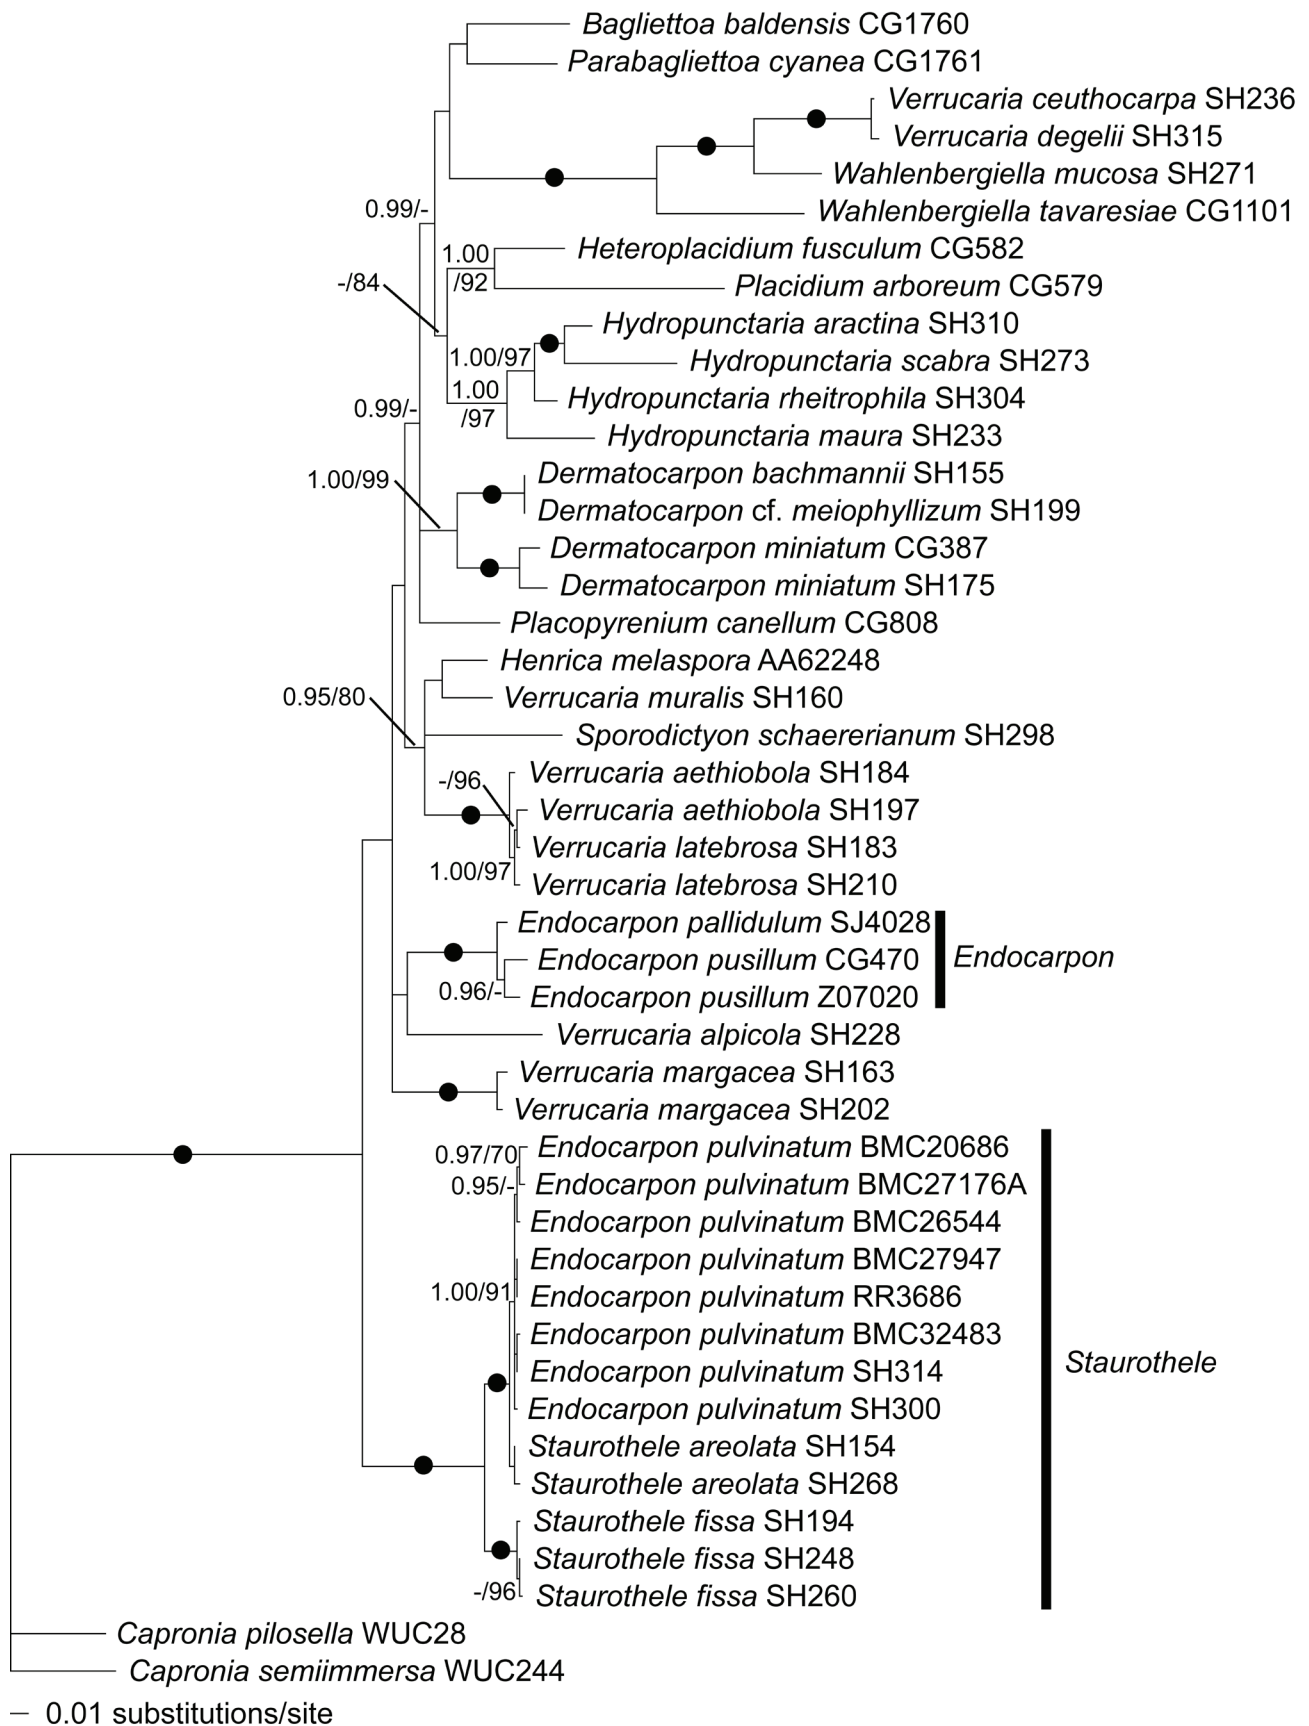 Bagliettoa baldensis CG1760
Parabagliettoa cyanea CG1761
Verrucaria ceuthocarpa SH236
Verrucaria degelii SH315
Wahlenbergiella mucosa SH271
0.99/-
Wahlenbergiella tavaresiae CG1101
1.00
/92
Heteroplacidium fusculum CG582
-/84
Placidium arboreum CG579
Hydropunctaria aractina SH310
1.00/97
Hydropunctaria scabra SH273
1.00
/97
0.99/-
Hydropunctaria rheitrophila SH304
Hydropunctaria maura SH233
1.00/99
Dermatocarpon bachmannii SH155
Dermatocarpon cf. meiophyllizum SH199
Dermatocarpon miniatum CG387
Dermatocarpon miniatum SH175
Placopyrenium canellum CG808
Henrica melaspora AA62248
0.95/80
Verrucaria muralis SH160
Sporodictyon schaererianum SH298
-/96
Verrucaria aethiobola SH184
Verrucaria aethiobola SH197
Verrucaria latebrosa SH183
1.00/97
Verrucaria latebrosa SH210
Endocarpon pallidulum SJ4028
Endocarpon pusillum CG470
Endocarpon
0.96/-
Endocarpon pusillum Z07020
Verrucaria alpicola SH228
Verrucaria margacea SH163
Verrucaria margacea SH202
0.97/70
Endocarpon pulvinatum BMC20686
0.95/-
Endocarpon pulvinatum BMC27176A
Endocarpon pulvinatum BMC26544
Endocarpon pulvinatum BMC27947
1.00/91
Endocarpon pulvinatum RR3686
Endocarpon pulvinatum BMC32483
Endocarpon pulvinatum SH314
Staurothele
Endocarpon pulvinatum SH300
Staurothele areolata SH154
Staurothele areolata SH268
Staurothele fissa SH194
Staurothele fissa SH248
-/96
Staurothele fissa SH260
Capronia pilosella WUC28
Capronia semiimmersa WUC244
0.01 substitutions/site